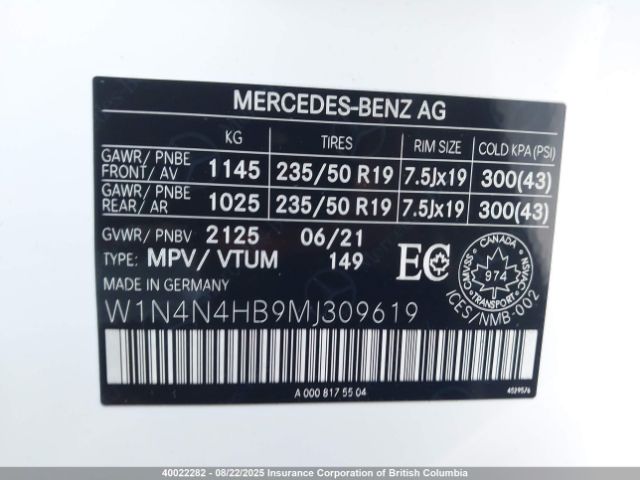 MERCEDES-BENZ AG
KG TIRES RIM SIZE COLD KPA (PSI)
GAWR/ PNBE FRONT/ AV 1145 235/50 R19 7.5Jx19 300(43)
GAWR/ PNBE REAR/ AR 1025 235/50 R19 7.5Jx19 300(43)
GVWR/ PNBV 2125 06/21
TYPE: MPV/ VTUM 149
EC
CANADA
CMVSS NSVAC
974
TRANSPORT
MADE IN GERMANY
ICES/NMB-002
W1N4N4HB9MJ309619
A 000 817 55 04
40022282 - 08/22/2025 Insurance Corporation of British Columbia